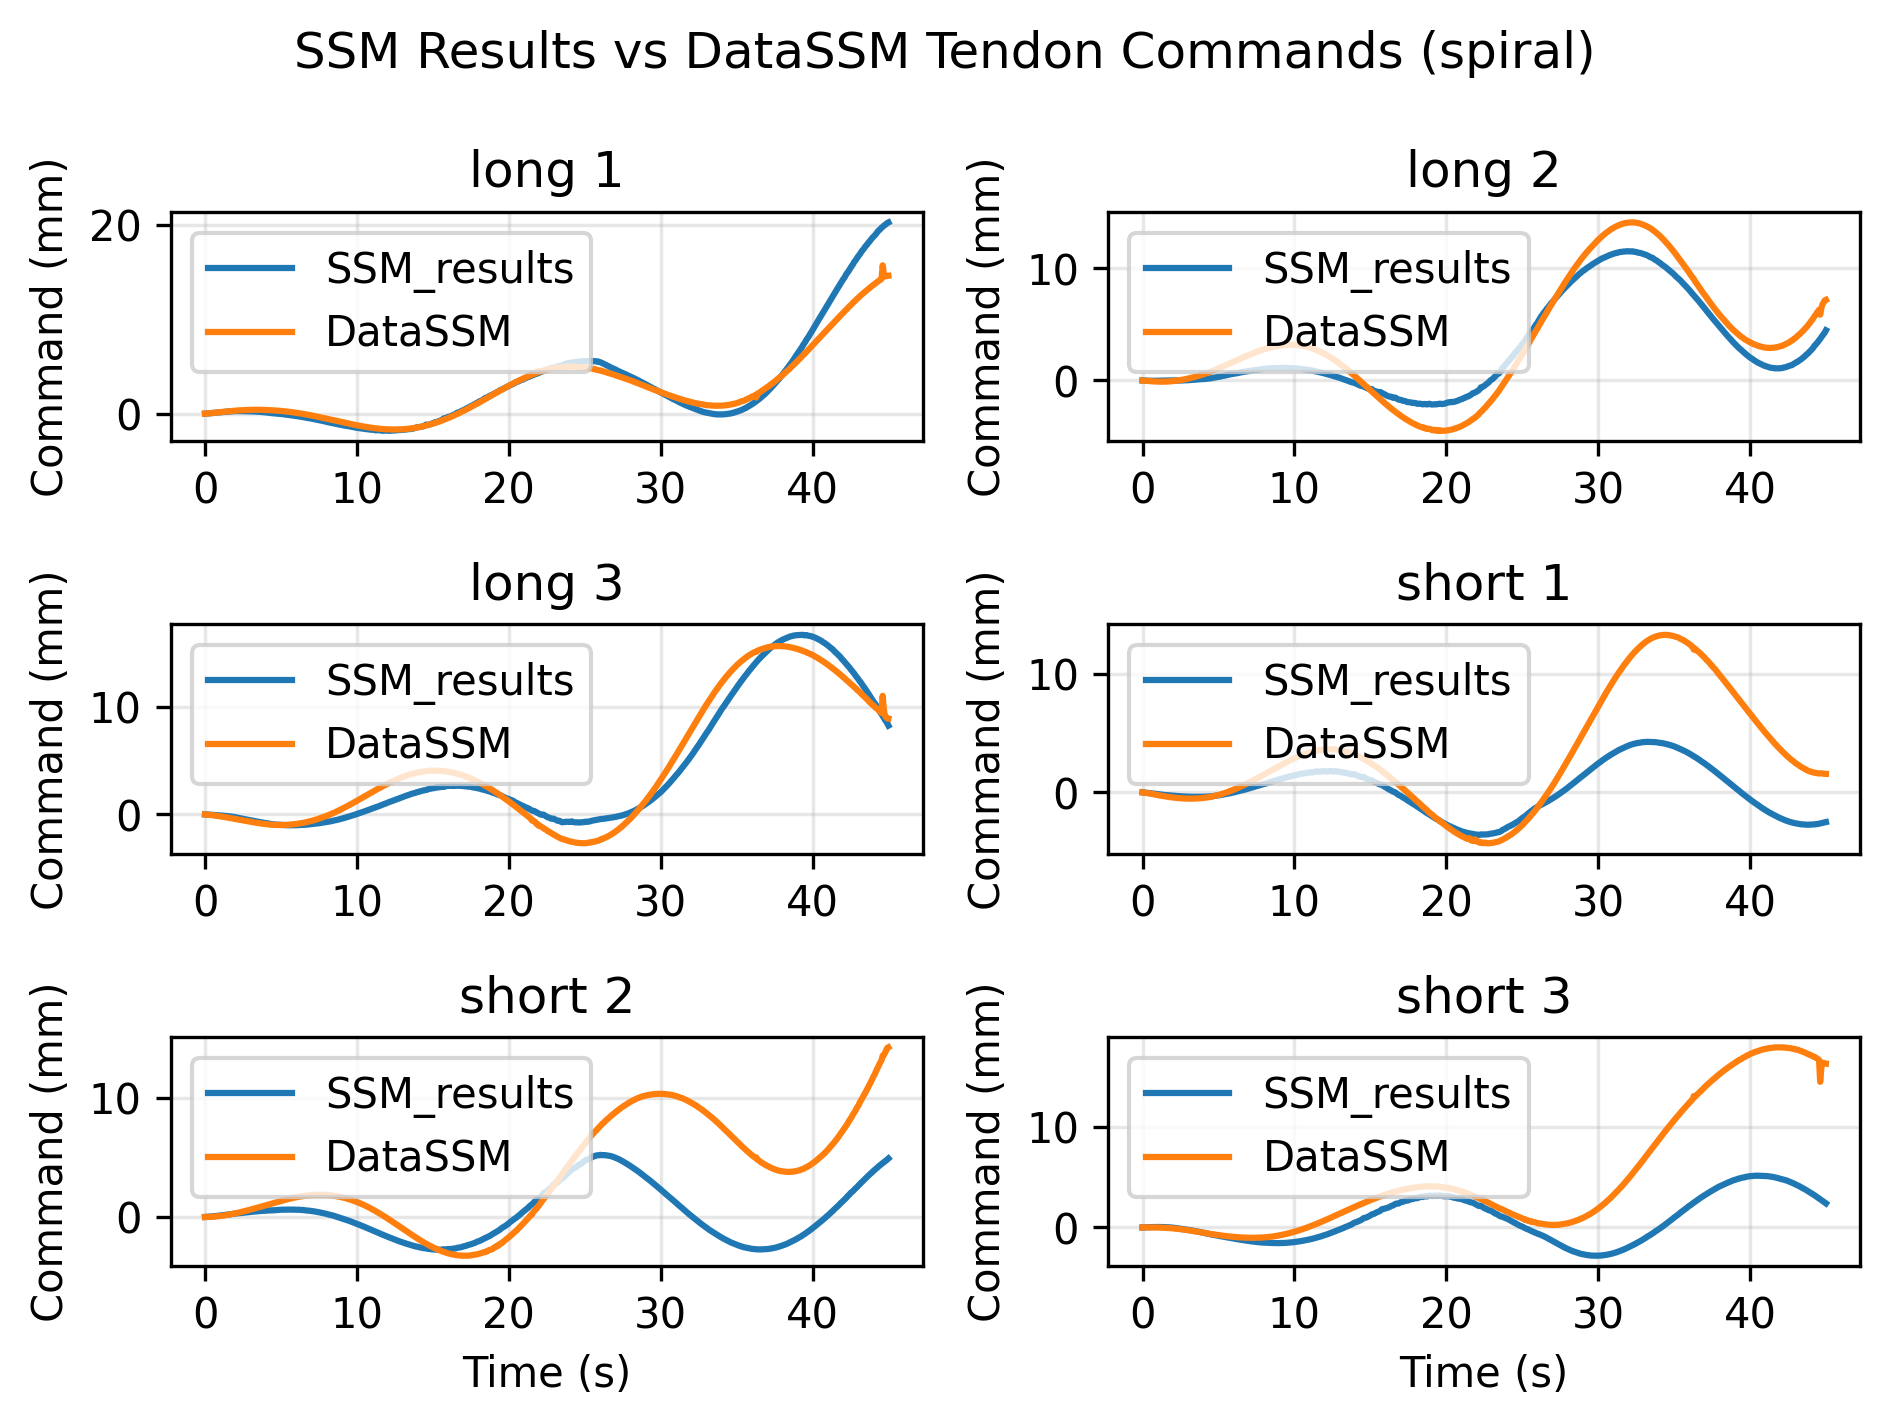 SSM Results vs DataSSM Tendon Commands (spiral)
long 1
Command (mm)
20
0
SSM_results
DataSSM
0 10 20 30 40
long 2
Command (mm)
10
0
SSM_results
DataSSM
0 10 20 30 40
long 3
Command (mm)
10
0
SSM_results
DataSSM
0 10 20 30 40
short 1
Command (mm)
10
0
SSM_results
DataSSM
0 10 20 30 40
short 2
Command (mm)
10
0
SSM_results
DataSSM
0 10 20 30 40
Time (s)
short 3
Command (mm)
10
0
SSM_results
DataSSM
0 10 20 30 40
Time (s)